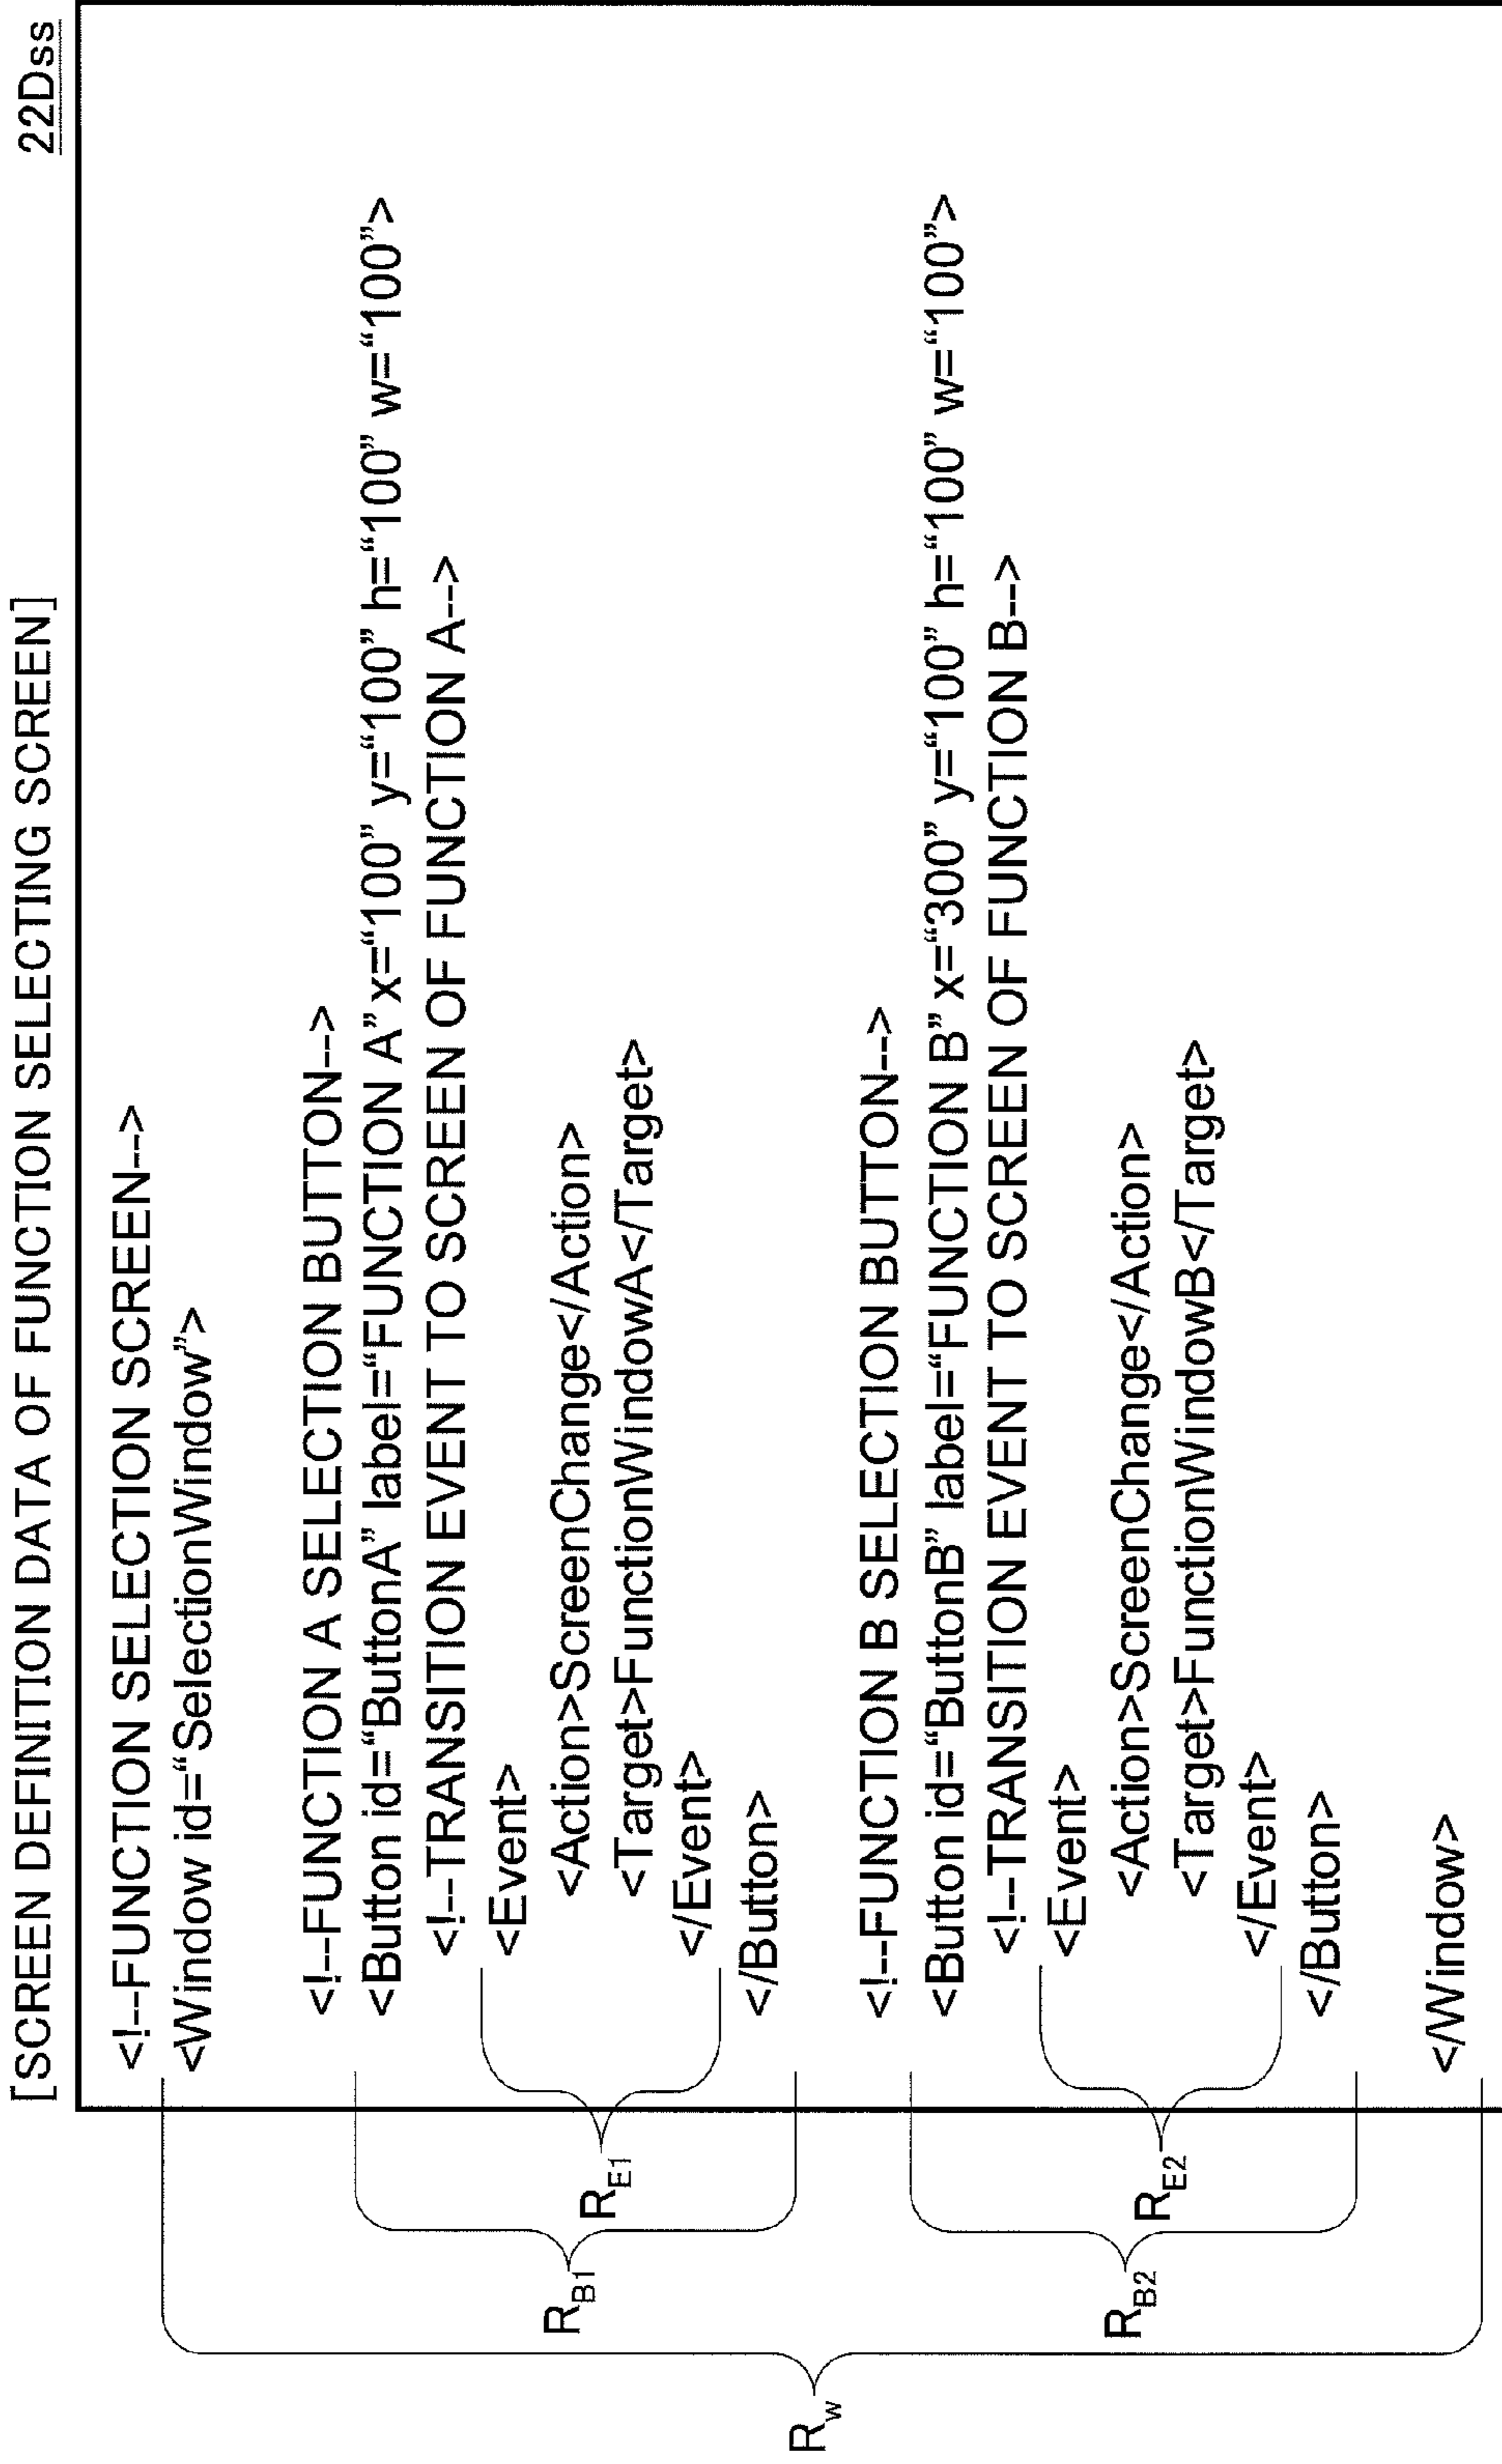 [SCREEN DEFINITION DATA OF FUNCTION SELECTING SCREEN]
22Dss
<!--FUNCTION SELECTION SCREEN-->
<Window id=“SelectionWindow”>
<!--FUNCTION A SELECTION BUTTON-->
<Button id=“ButtonA” label=“FUNCTION A” x=“100” y=“100” h=“100” w=“100”>
<!--TRANSITION EVENT TO SCREEN OF FUNCTION A-->
<Event>
<Action>ScreenChange</Action>
<Target>FunctionWindowA</Target>
</Event>
</Button>
<!--FUNCTION B SELECTION BUTTON-->
<Button id=“ButtonB” label=“FUNCTION B” x=“300” y=“100” h=“100” w=“100”>
<!--TRANSITION EVENT TO SCREEN OF FUNCTION B-->
<Event>
<Action>ScreenChange</Action>
<Target>FunctionWindowB</Target>
</Event>
</Button>
</Window>
RE1
RB1
RE2
RB2
Rw